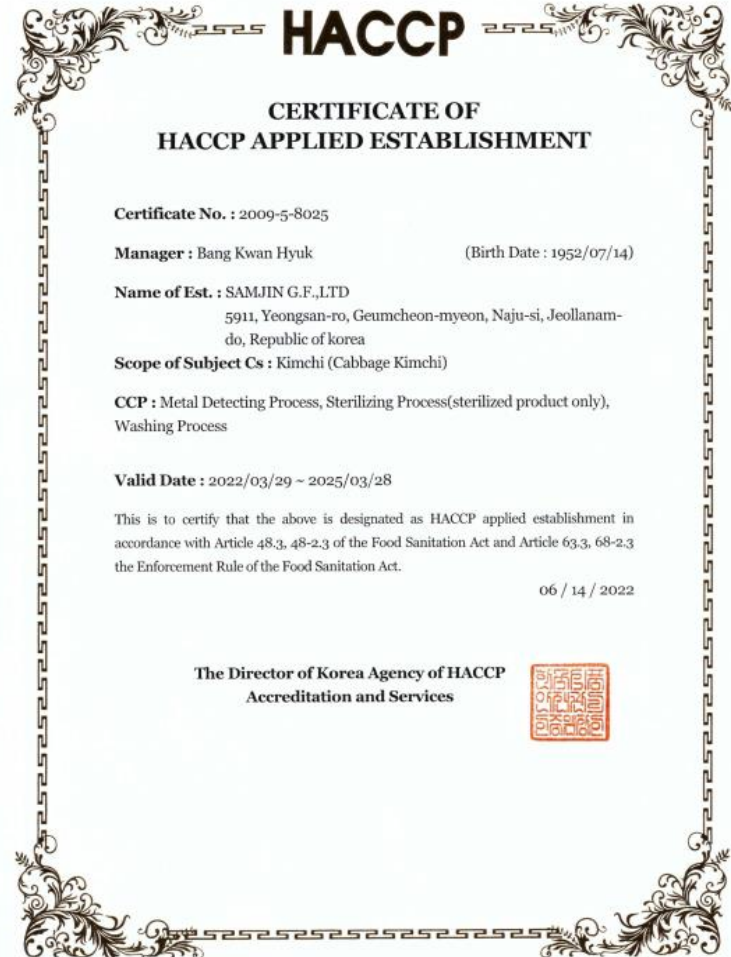 HACCP
CERTIFICATE OF
HACCP APPLIED ESTABLISHMENT
Certificate No. : 2009-5-8025
Manager : Bang Kwan Hyuk (Birth Date : 1952/07/14)
Name of Est. : SAMJIN G.F.,LTD
5911, Yeongsan-ro, Geumcheon-myeon, Naju-si, Jeollanam-
do, Republic of korea
Scope of Subject Cs : Kimchi (Cabbage Kimchi)
CCP : Metal Detecting Process, Sterilizing Process(sterilized product only),
Washing Process
Valid Date : 2022/03/29 ~ 2025/03/28
This is to certify that the above is designated as HACCP applied establishment in
accordance with Article 48.3, 48-2.3 of the Food Sanitation Act and Article 63.3, 68-2.3
the Enforcement Rule of the Food Sanitation Act.
06 / 14 / 2022
The Director of Korea Agency of HACCP
Accreditation and Services